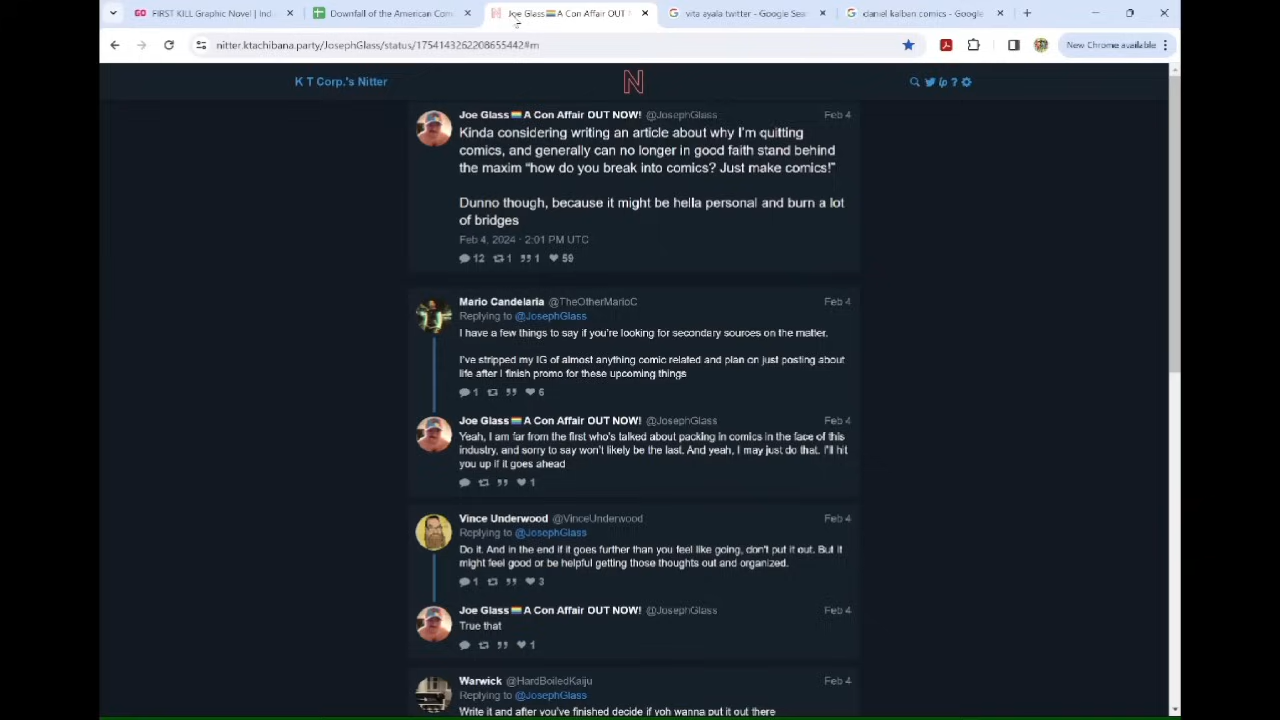 FIRST KILL Graphic Novel | Ind
Downfall of the American Com
Joe Glass A Con Affair OUT
vita ayala twitter - Google Sea
daniel kalban comics - Google
nitter.ktachibana.party/JosephGlass/status/1754143262208655442#m
New Chrome available
K T Corp.'s Nitter
N
Joe Glass A Con Affair OUT NOW! @JosephGlass Feb 4
Kinda considering writing an article about why I'm quitting
comics, and generally can no longer in good faith stand behind
the maxim "how do you break into comics? Just make comics!"
Dunno though, because it might be hella personal and burn a lot
of bridges
Feb 4, 2024 · 2:01 PM UTC
12 1 1 59
Mario Candelaria @TheOtherMarioC Feb 4
Replying to @JosephGlass
I have a few things to say if you're looking for secondary sources on the matter.
I've stripped my IG of almost anything comic related and plan on just posting about
life after I finish promo for these upcoming things
1 6
Joe Glass A Con Affair OUT NOW! @JosephGlass Feb 4
Yeah, I am far from the first who's talked about packing in comics in the face of this
industry, and sorry to say won't likely be the last. And yeah, I may just do that. I'll hit
you up if it goes ahead
1
Vince Underwood @VinceUnderwood Feb 4
Replying to @JosephGlass
Do it. And in the end if it goes further than you feel like going, don't put it out. But it
might feel good or be helpful getting those thoughts out and organized.
1 3
Joe Glass A Con Affair OUT NOW! @JosephGlass Feb 4
True that
1
Warwick @HardBoiledKaiju Feb 4
Replying to @JosephGlass
Write it and after you've finished decide if yoh wanna put it out there